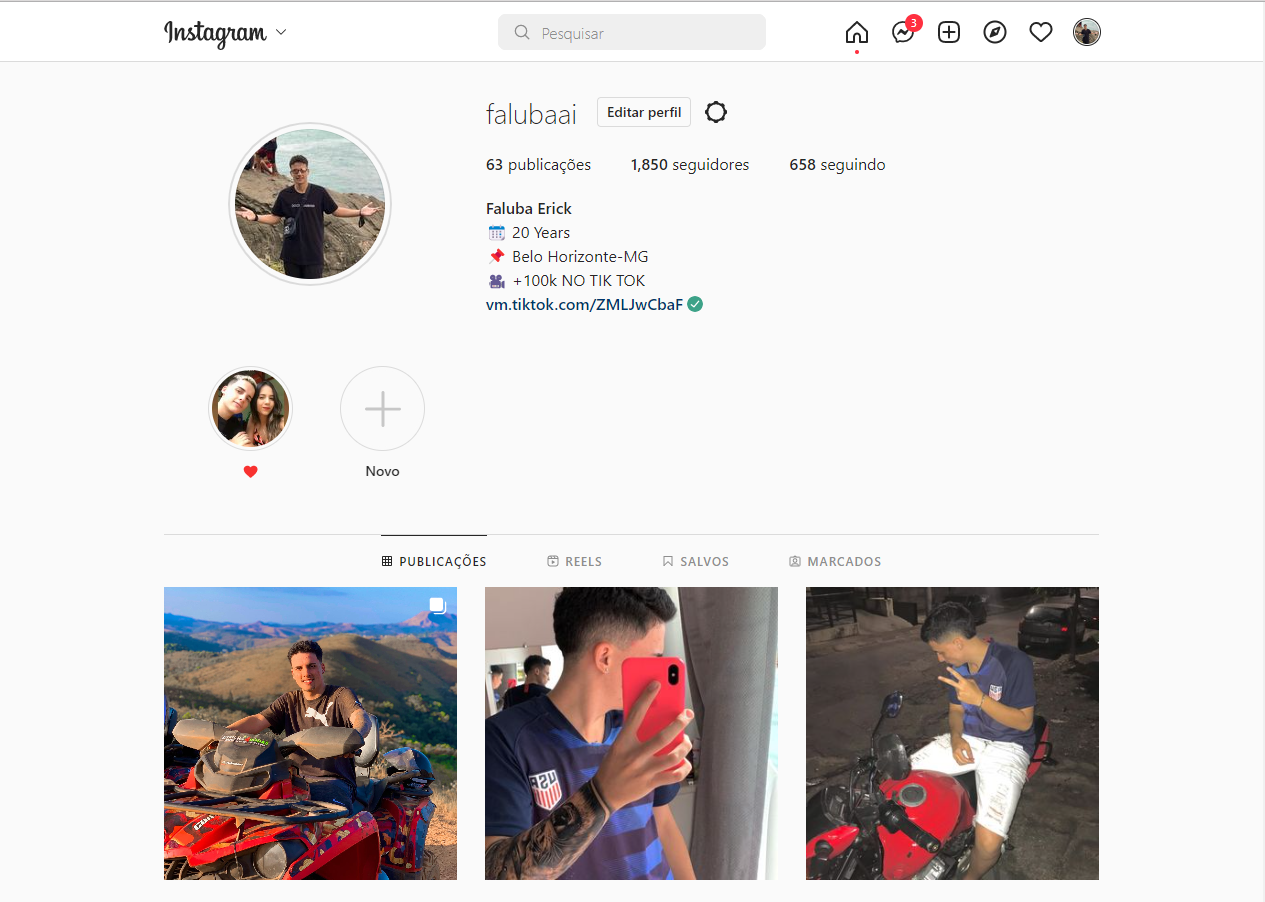 Instagram
Pesquisar
3
falubaai
Editar perfil
63 publicações 1,850 seguidores 658 seguindo
Faluba Erick
20 Years
Belo Horizonte-MG
+100k NO TIK TOK
vm.tiktok.com/ZMLJwCbaF
Novo
PUBLICAÇÕES REELS SALVOS MARCADOS